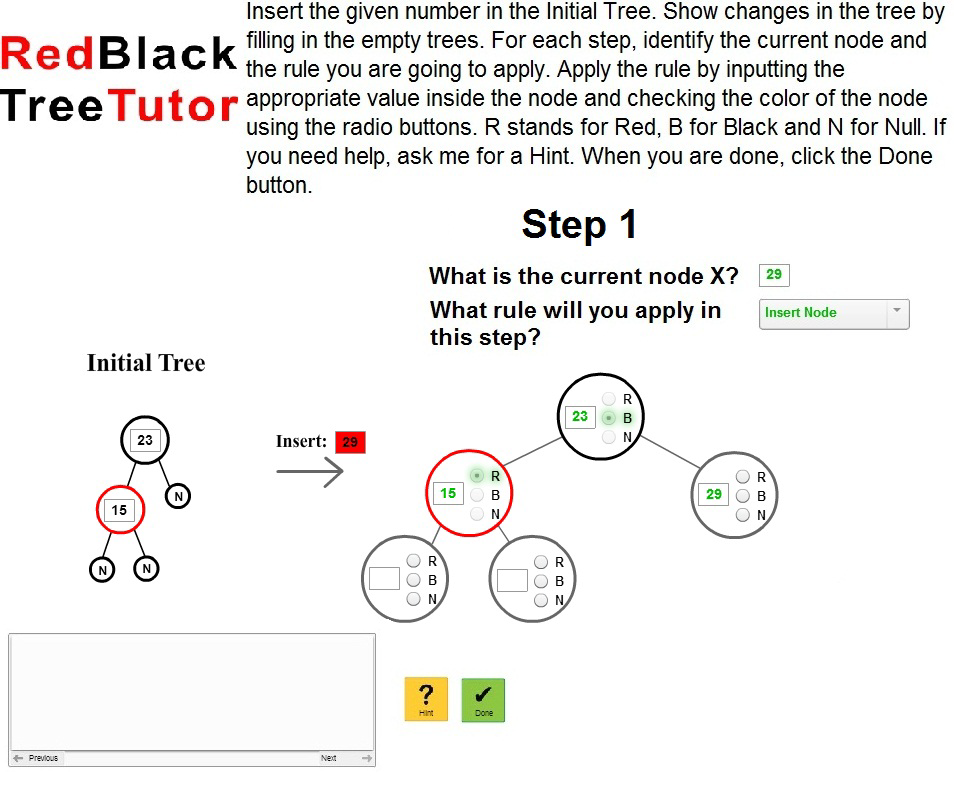 RedBlack
TreeTutor
Insert the given number in the Initial Tree. Show changes in the tree by
filling in the empty trees. For each step, identify the current node and
the rule you are going to apply. Apply the rule by inputting the
appropriate value inside the node and checking the color of the node
using the radio buttons. R stands for Red, B for Black and N for Null. If
you need help, ask me for a Hint. When you are done, click the Done
button.
Step 1
What is the current node X? 29
What rule will you apply in Insert Node
this step?
Initial Tree
23
N
15
N N
Insert: 29
R
23 B
N
R
15 B
N
R
29 B
N
R
B
N
R
B
N
?
Hint
✔
Done
Previous Next